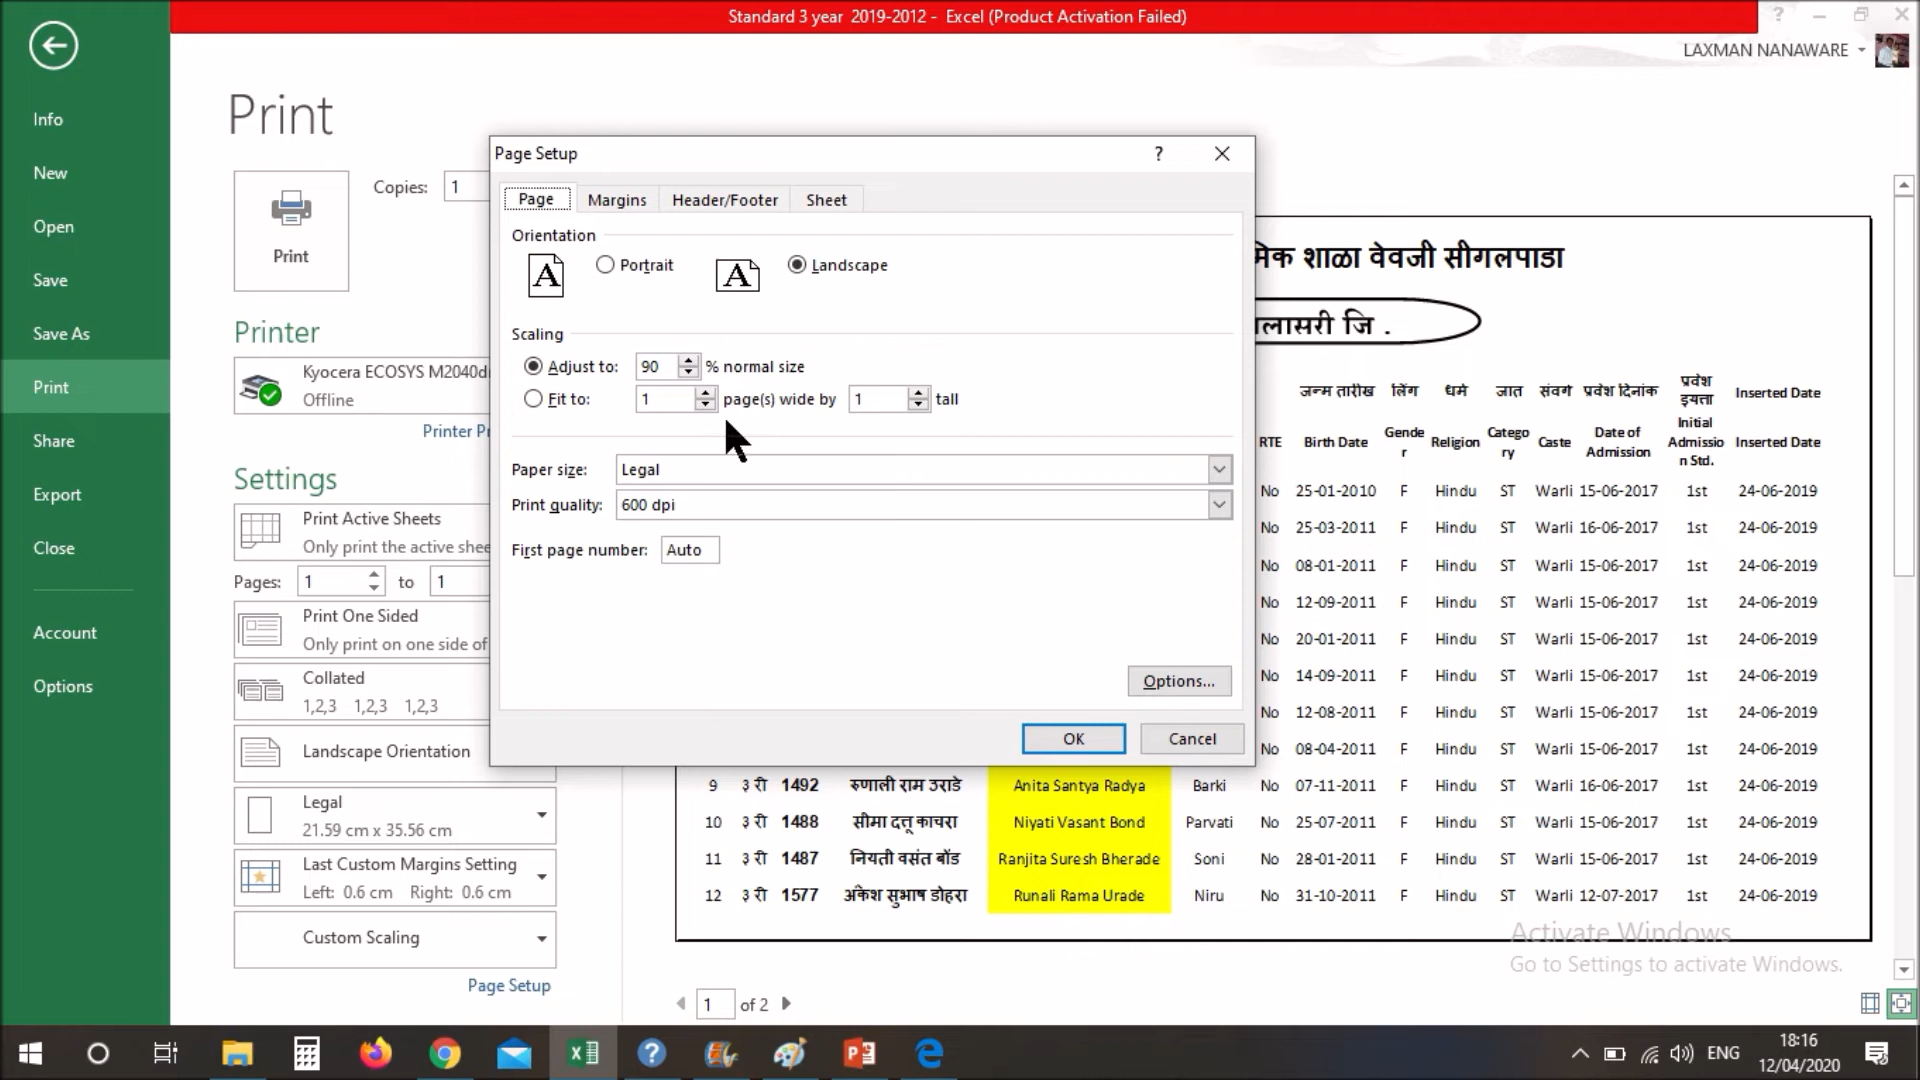 Standard 3 year 2019-2012 - Excel (Product Activation Failed)
LAXMAN NANAWARE
Info
New
Open
Save
Save As
Print
Share
Export
Close
Account
Options
Print
Print
Copies: 1
Printer
Kyocera ECOSYS M2040d
Offline
Printer Pr
Settings
Print Active Sheets
Only print the active shee
Pages: 1 to 1
Print One Sided
Only print on one side of
Collated
1,2,3 1,2,3 1,2,3
Landscape Orientation
Legal
21.59 cm x 35.56 cm
Last Custom Margins Setting
Left: 0.6 cm Right: 0.6 cm
Custom Scaling
Page Setup
Page Setup
?
Page Margins Header/Footer Sheet
Orientation
A Portrait A Landscape
Scaling
Adjust to: 90 % normal size
Fit to: 1 page(s) wide by 1 tall
Paper size: Legal
Print quality: 600 dpi
First page number: Auto
Options...
OK Cancel
मिक शाळा वेवजी सीगलपाडा
लासरी जि .
जन्म तारीख लिंग धर्म जात संवर्ग प्रवेश दिनांक प्रवेश इयत्ता Inserted Date
RTE Birth Date Gender Religion Category Caste Date of Admission Initial Admission Std. Inserted Date
No 25-01-2010 F Hindu ST Warli 15-06-2017 1st 24-06-2019
No 25-03-2011 F Hindu ST Warli 16-06-2017 1st 24-06-2019
No 08-01-2011 F Hindu ST Warli 15-06-2017 1st 24-06-2019
No 12-09-2011 F Hindu ST Warli 15-06-2017 1st 24-06-2019
No 20-01-2011 F Hindu ST Warli 15-06-2017 1st 24-06-2019
No 14-09-2011 F Hindu ST Warli 15-06-2017 1st 24-06-2019
No 12-08-2011 F Hindu ST Warli 15-06-2017 1st 24-06-2019
No 08-04-2011 F Hindu ST Warli 15-06-2017 1st 24-06-2019
9 ३ री 1492 रुणाली राम उराडे Anita Santya Radya Barki No 07-11-2011 F Hindu ST Warli 16-06-2017 1st 24-06-2019
10 ३ री 1488 सीमा दत्तू काचरा Niyati Vasant Bond Parvati No 25-07-2011 F Hindu ST Warli 15-06-2017 1st 24-06-2019
11 ३ री 1487 नियती वसंत बोंड Ranjita Suresh Bherade Soni No 28-01-2011 F Hindu ST Warli 15-06-2017 1st 24-06-2019
12 ३ री 1577 अंकेश सुभाष डोहरा Runali Rama Urade Niru No 31-10-2011 F Hindu ST Warli 12-07-2017 1st 24-06-2019
Activate Windows
Go to Settings to activate Windows.
1 of 2
ENG
18:16
12/04/2020